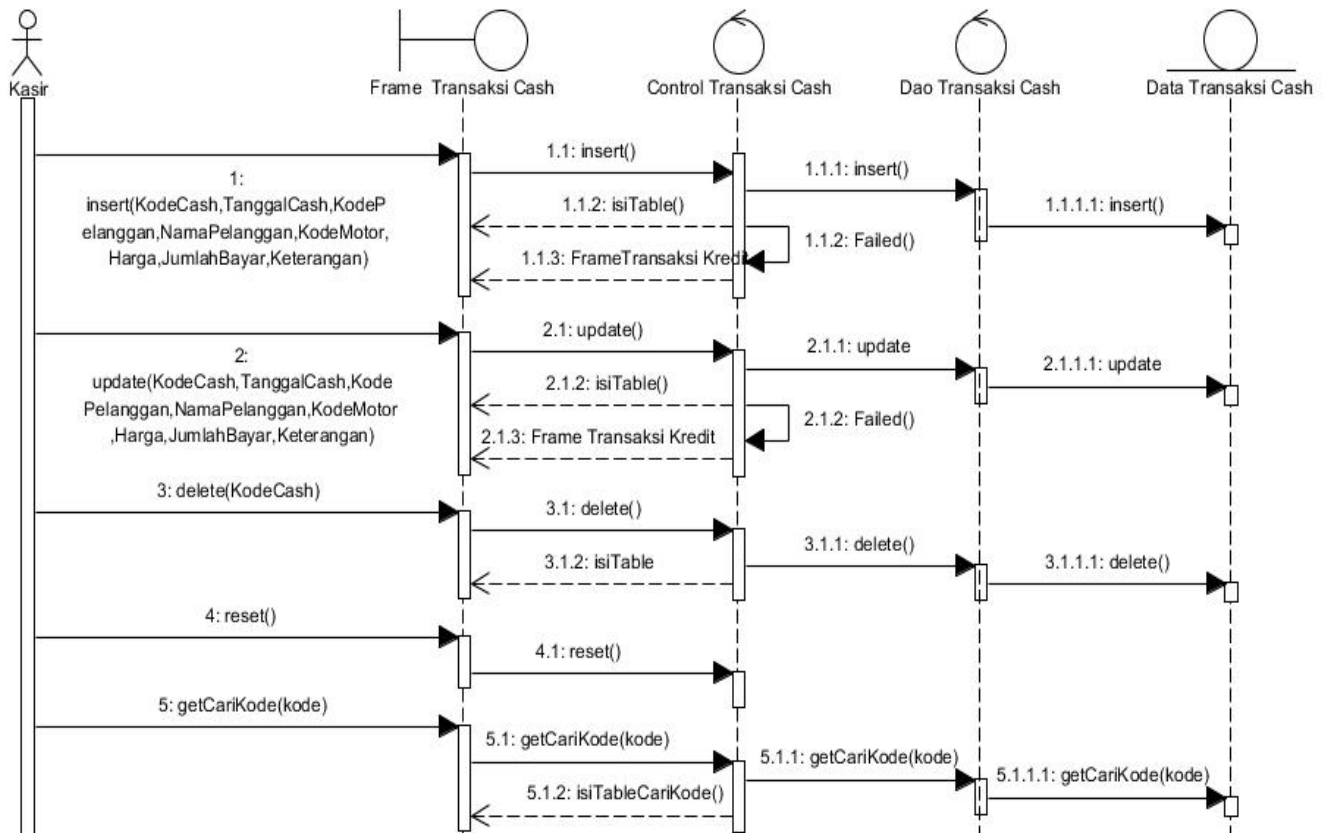 Kasir
Frame Transaksi Cash
Control Transaksi Cash
Dao Transaksi Cash
Data Transaksi Cash
1:
insert(KodeCash,TanggalCash,KodeP
elanggan,NamaPelanggan,KodeMotor,
Harga,JumlahBayar,Keterangan)
1.1: insert()
1.1.1: insert()
1.1.1.1: insert()
1.1.2: isiTable()
1.1.2: Failed()
1.1.3: FrameTransaksi Kredit
2:
update(KodeCash,TanggalCash,Kode
Pelanggan,NamaPelanggan,KodeMotor
,Harga,JumlahBayar,Keterangan)
2.1: update()
2.1.1: update
2.1.1.1: update
2.1.2: isiTable()
2.1.2: Failed()
2.1.3: Frame Transaksi Kredit
3: delete(KodeCash)
3.1: delete()
3.1.1: delete()
3.1.1.1: delete()
3.1.2: isiTable
4: reset()
4.1: reset()
5: getCariKode(kode)
5.1: getCariKode(kode)
5.1.1: getCariKode(kode)
5.1.1.1: getCariKode(kode)
5.1.2: isiTableCariKode()